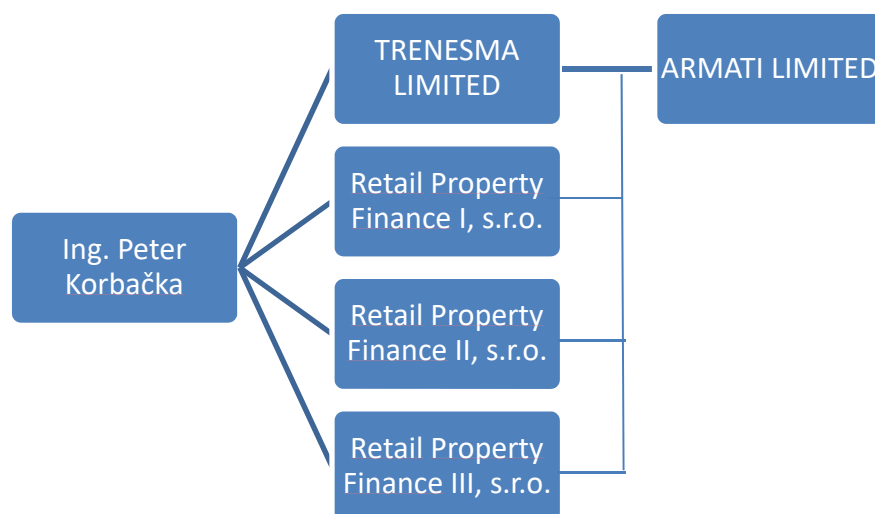 TRENESMA
LIMITED
ARMATI LIMITED
Retail Property
Finance I, s.r.o.
Ing. Peter
Korbačka
Retail Property
Finance II, s.r.o.
Retail Property
Finance III, s.r.o.